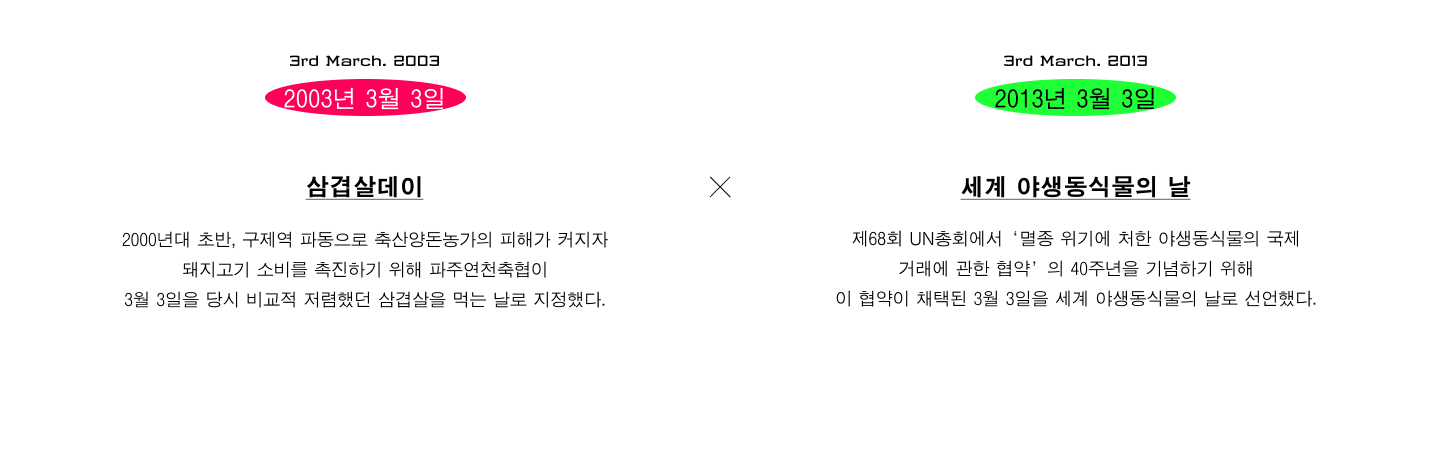 3rd March. 2003
2003년 3월 3일
삼겹살데이
2000년대 초반, 구제역 파동으로 축산양돈농가의 피해가 커지자
돼지고기 소비를 촉진하기 위해 파주연천축협이
3월 3일을 당시 비교적 저렴했던 삼겹살을 먹는 날로 지정했다.
×
3rd March. 2013
2013년 3월 3일
세계 야생동식물의 날
제68회 UN총회에서 ‘멸종 위기에 처한 야생동식물의 국제
거래에 관한 협약’ 의 40주년을 기념하기 위해
이 협약이 채택된 3월 3일을 세계 야생동식물의 날로 선언했다.